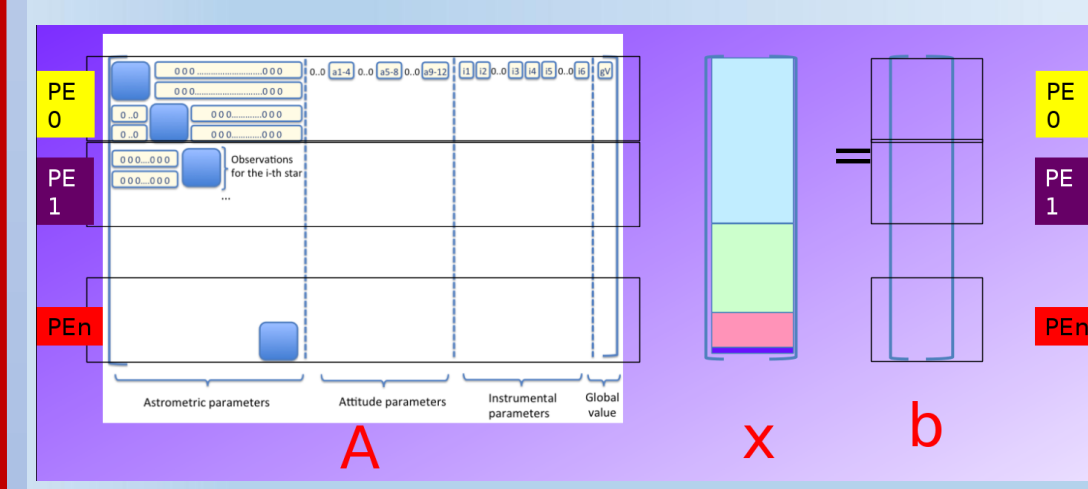 PE
0
0 0 0 ............................0 0 0
0..0 a1-4 0..0 a5-8 0..0 a9-12
i1 i2 0..0 i3 i4 i5 0..0 i6
gV
0 0 0............................0 0 0
0 ..0
0 0 0............0 0 0
0 ..0
0 0 0............0 0 0
PE
1
0 0 0....0 0 0
0 0 0....0 0 0
Observations
for the i-th star
...
PEn
Astrometric parameters
Attitude parameters
Instrumental
parameters
Global
value
A
x
=
b
PE
0
PE
1
PEn